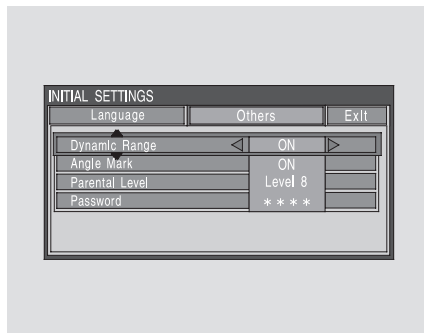 INITIAL SETTINGS
Language Others Exit
Dynamic Range ON
Angle Mark ON
Parental Level Level 8
Password ****